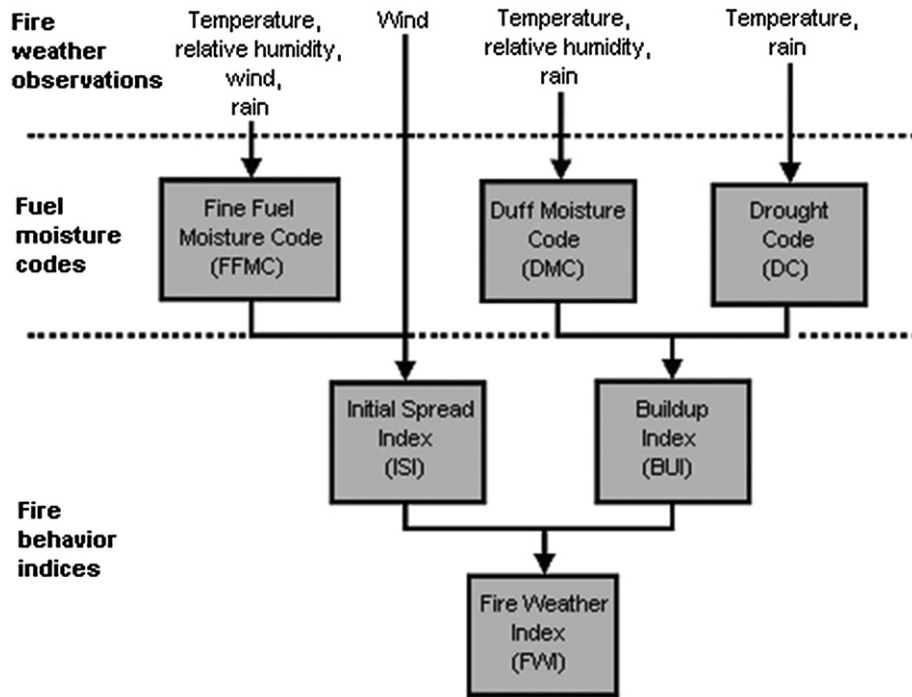 Fire
weather
observations
Temperature,
relative humidity,
wind,
rain
Wind
Temperature,
relative humidity,
rain
Temperature,
rain
Fuel
moisture
codes
Fine Fuel
Moisture Code
(FFMC)
Duff Moisture
Code
(DMC)
Drought
Code
(DC)
Fire
behavior
indices
Initial Spread
Index
(ISI)
Buildup
Index
(BUI)
Fire Weather
Index
(FWI)